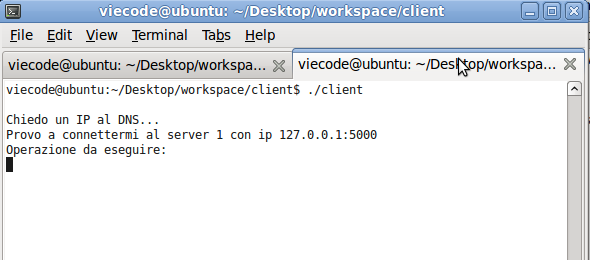 viecode@ubuntu: ~/Desktop/workspace/client
File Edit View Terminal Tabs Help
viecode@ubuntu: ~/Desktop/workspa... viecode@ubuntu: ~/Desktop/workspa...
viecode@ubuntu:~/Desktop/workspace/client$ ./client
Chiedo un IP al DNS...
Provo a connettermi al server 1 con ip 127.0.0.1:5000
Operazione da eseguire: